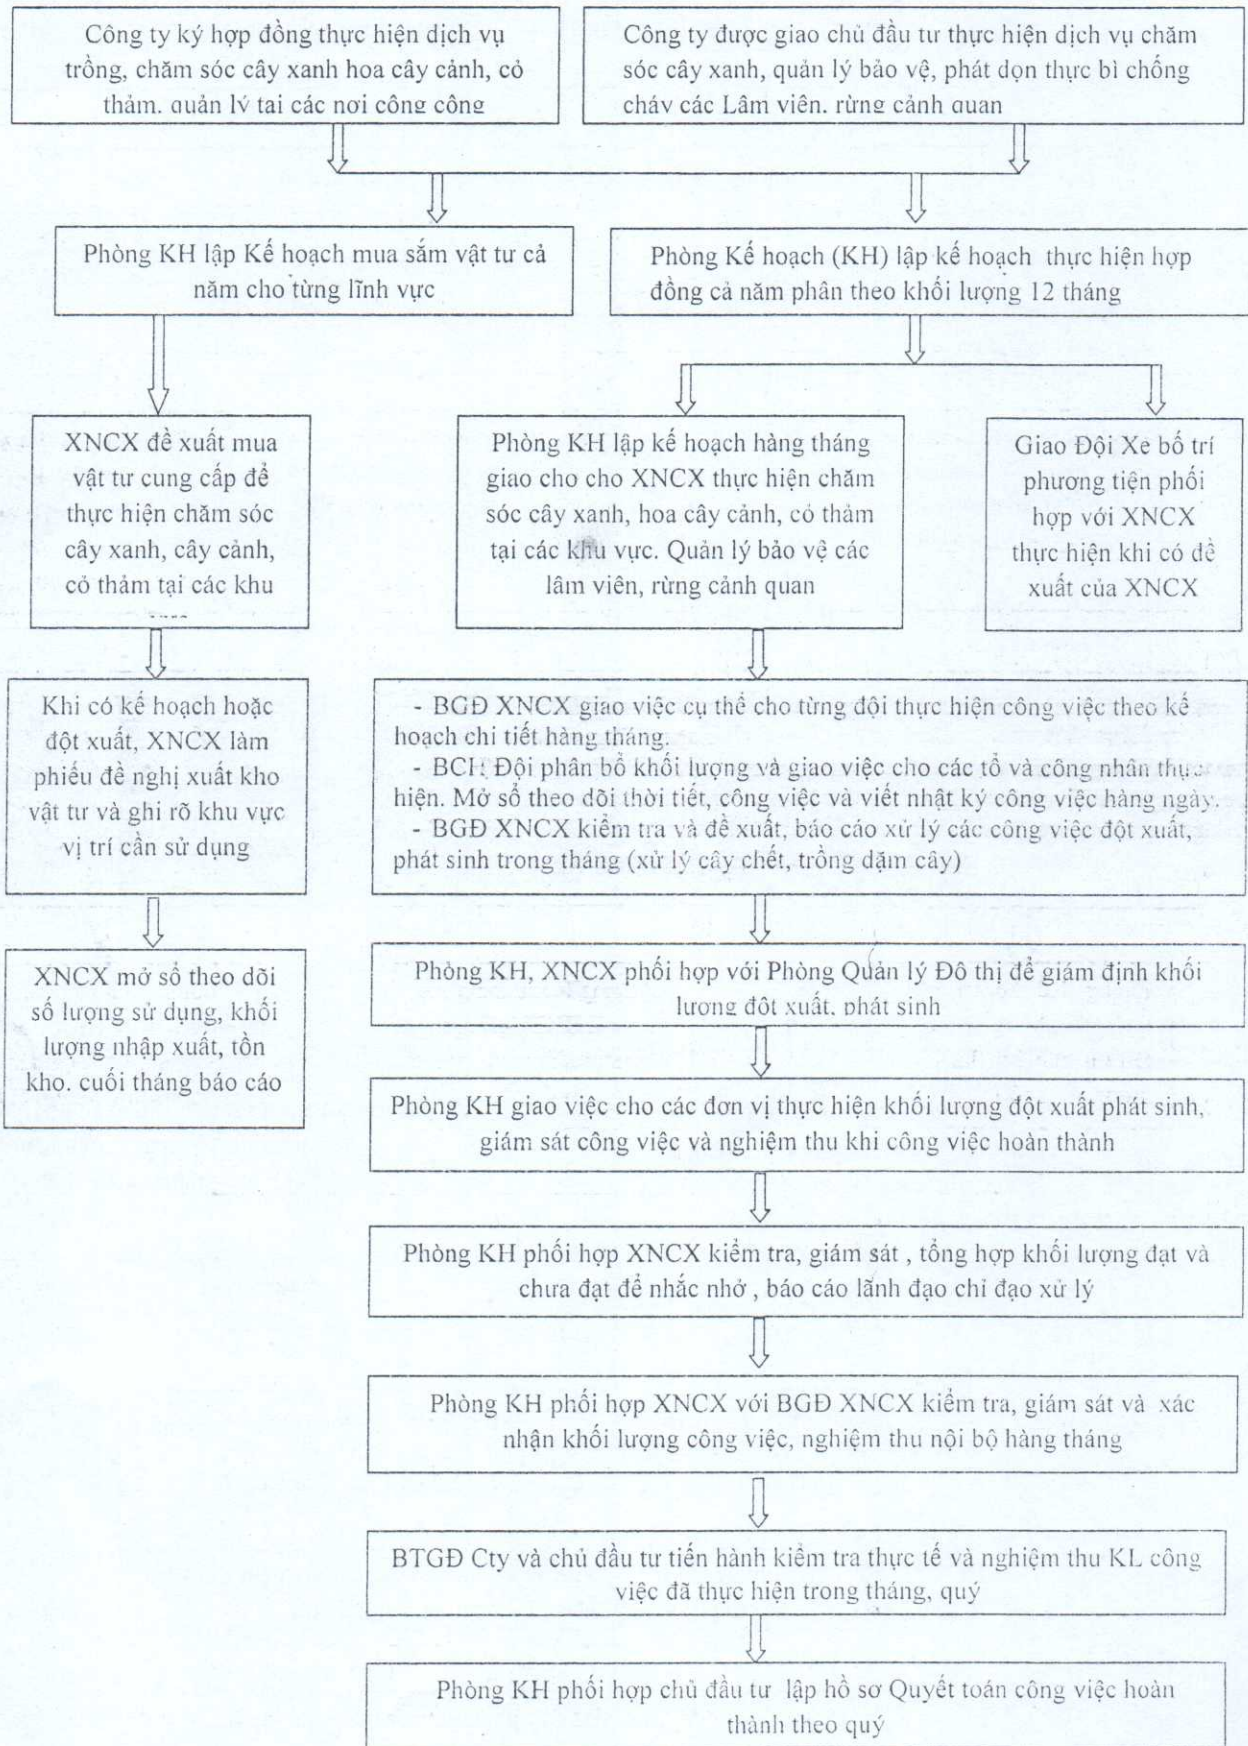 Công ty ký hợp đồng thực hiện dịch vụ
trồng, chăm sóc cây xanh hoa cây cảnh, cỏ
thảm, quản lý tại các nơi công cộng
Công ty được giao chủ đầu tư thực hiện dịch vụ chăm
sóc cây xanh, quản lý bảo vệ, phát dọn thực bì chống
cháy các Lâm viên, rừng cảnh quan
Phòng KH lập Kế hoạch mua sắm vật tư cả
năm cho từng lĩnh vực
Phòng Kế hoạch (KH) lập kế hoạch thực hiện hợp
đồng cả năm phân theo khối lượng 12 tháng
XNCX đề xuất mua
vật tư cung cấp để
thực hiện chăm sóc
cây xanh, cây cảnh,
cỏ thảm tại các khu
Phòng KH lập kế hoạch hàng tháng
giao cho cho XNCX thực hiện chăm
sóc cây xanh, hoa cây cảnh, cỏ thảm
tại các khu vực. Quản lý bảo vệ các
lâm viên, rừng cảnh quan
Giao Đội Xe bố trí
phương tiện phối
hợp với XNCX
thực hiện khi có đề
xuất của XNCX
Khi có kế hoạch hoặc
đột xuất, XNCX làm
phiếu đề nghị xuất kho
vật tư và ghi rõ khu vực
vị trí cần sử dụng
- BGĐ XNCX giao việc cụ thể cho từng đội thực hiện công việc theo kế
hoạch chi tiết hàng tháng.
- BCH Đội phân bổ khối lượng và giao việc cho các tổ và công nhân thực
hiện. Mở sổ theo dõi thời tiết, công việc và viết nhật ký công việc hàng ngày.
- BGĐ XNCX kiểm tra và đề xuất, báo cáo xử lý các công việc đột xuất,
phát sinh trong tháng (xử lý cây chết, trồng dặm cây)
XNCX mở sổ theo dõi
số lượng sử dụng, khối
lượng nhập xuất, tồn
kho. cuối tháng báo cáo
Phòng KH, XNCX phối hợp với Phòng Quản lý Đô thị để giám định khối
lượng đột xuất, phát sinh
Phòng KH giao việc cho các đơn vị thực hiện khối lượng đột xuất phát sinh,
giám sát công việc và nghiệm thu khi công việc hoàn thành
Phòng KH phối hợp XNCX kiểm tra, giám sát , tổng hợp khối lượng đạt và
chưa đạt để nhắc nhở , báo cáo lãnh đạo chỉ đạo xử lý
Phòng KH phối hợp XNCX với BGĐ XNCX kiểm tra, giám sát và xác
nhận khối lượng công việc, nghiệm thu nội bộ hàng tháng
BTGĐ Cty và chủ đầu tư tiến hành kiểm tra thực tế và nghiệm thu KL công
việc đã thực hiện trong tháng, quý
Phòng KH phối hợp chủ đầu tư lập hồ sơ Quyết toán công việc hoàn
thành theo quý